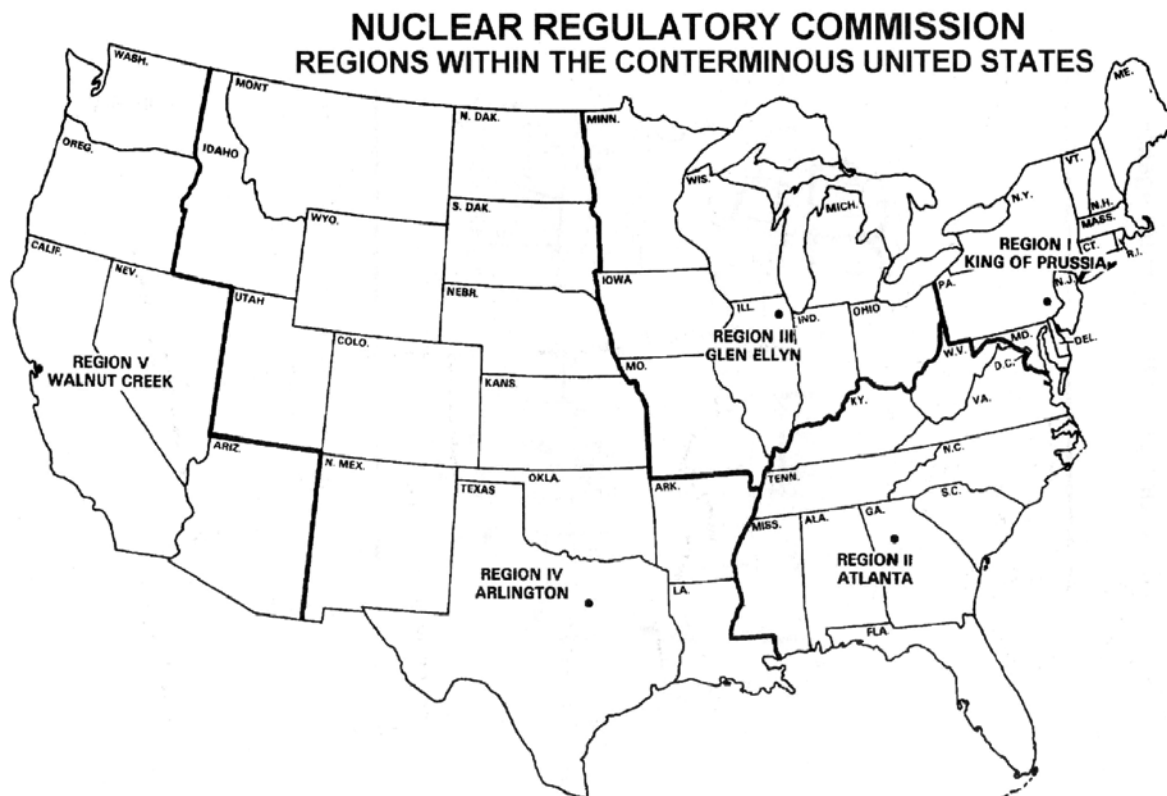 NUCLEAR REGULATORY COMMISSION
REGIONS WITHIN THE CONTERMINOUS UNITED STATES
WASH.
MONT
N. DAK.
MINN.
ME.
OREG.
IDAHO
WIS.
VT.
S. DAK.
MICH.
N.Y.
N.H.
WYO.
MASS.
CALIF.
NEV.
REGION I
KING OF PRUSSIA
CT.
R.I.
IOWA
PA.
N.J.
UTAH
NEBR.
ILL.
IND.
OHIO
REGION III
GLEN ELLYN
COLO.
MD.
DEL.
W.V.
D.C.
REGION V
WALNUT CREEK
MO.
KANS.
KY.
VA.
ARIZ.
N. MEX.
N.C.
OKLA.
TENN.
TEXAS
ARK.
S.C.
MISS.
ALA.
GA.
REGION II
ATLANTA
REGION IV
ARLINGTON
LA.
FLA.